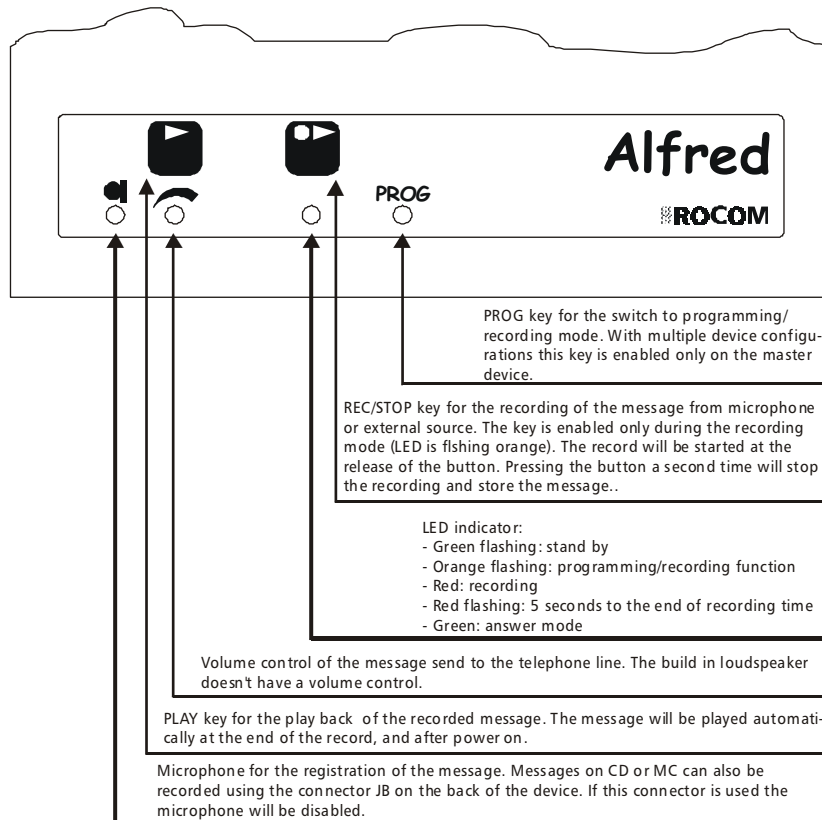 Alfred
PROG
ROCOM
PROG key for the switch to programming/
recording mode. With multiple device configu-
rations this key is enabled only on the master
device.
REC/STOP key for the recording of the message from microphone
or external source. The key is enabled only during the recording
mode (LED is flshing orange). The record will be started at the
release of the button. Pressing the button a second time will stop
the recording and store the message..
LED indicator:
- Green flashing: stand by
- Orange flashing: programming/recording function
- Red: recording
- Red flashing: 5 seconds to the end of recording time
- Green: answer mode
Volume control of the message send to the telephone line. The build in loudspeaker
doesn't have a volume control.
PLAY key for the play back of the recorded message. The message will be played automati-
cally at the end of the record, and after power on.
Microphone for the registration of the message. Messages on CD or MC can also be
recorded using the connector JB on the back of the device. If this connector is used the
microphone will be disabled.